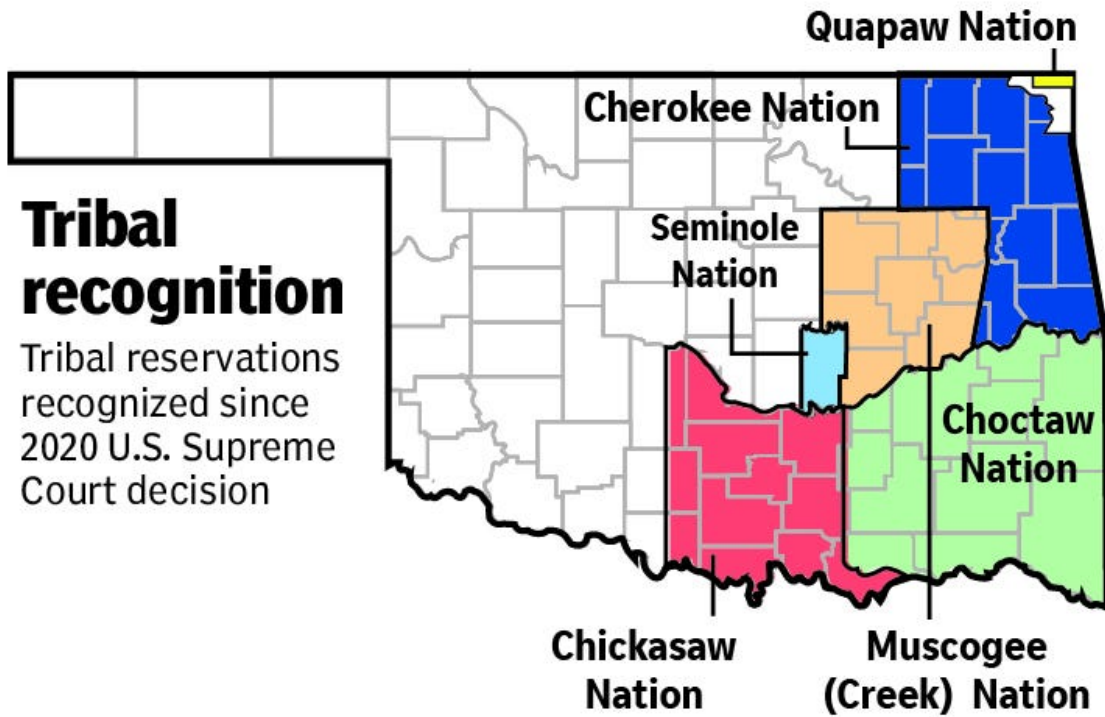 Quapaw Nation
Cherokee Nation
Tribal
recognition
Tribal reservations
recognized since
2020 U.S. Supreme
Court decision
Seminole
Nation
Choctaw
Nation
Chickasaw
Nation
Muscogee
(Creek) Nation